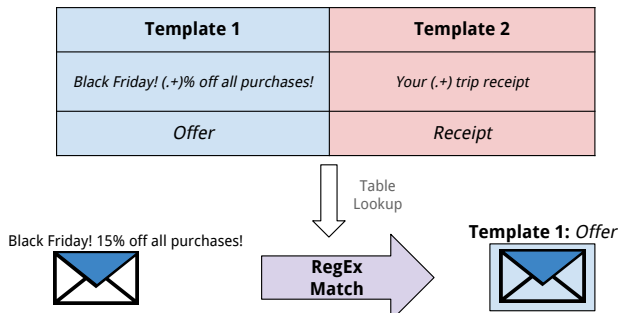 Template 1
Template 2
Black Friday! (.+)% off all purchases!
Your (.+) trip receipt
Offer
Receipt
Table
Lookup
Black Friday! 15% off all purchases!
RegEx
Match
Template 1: Offer